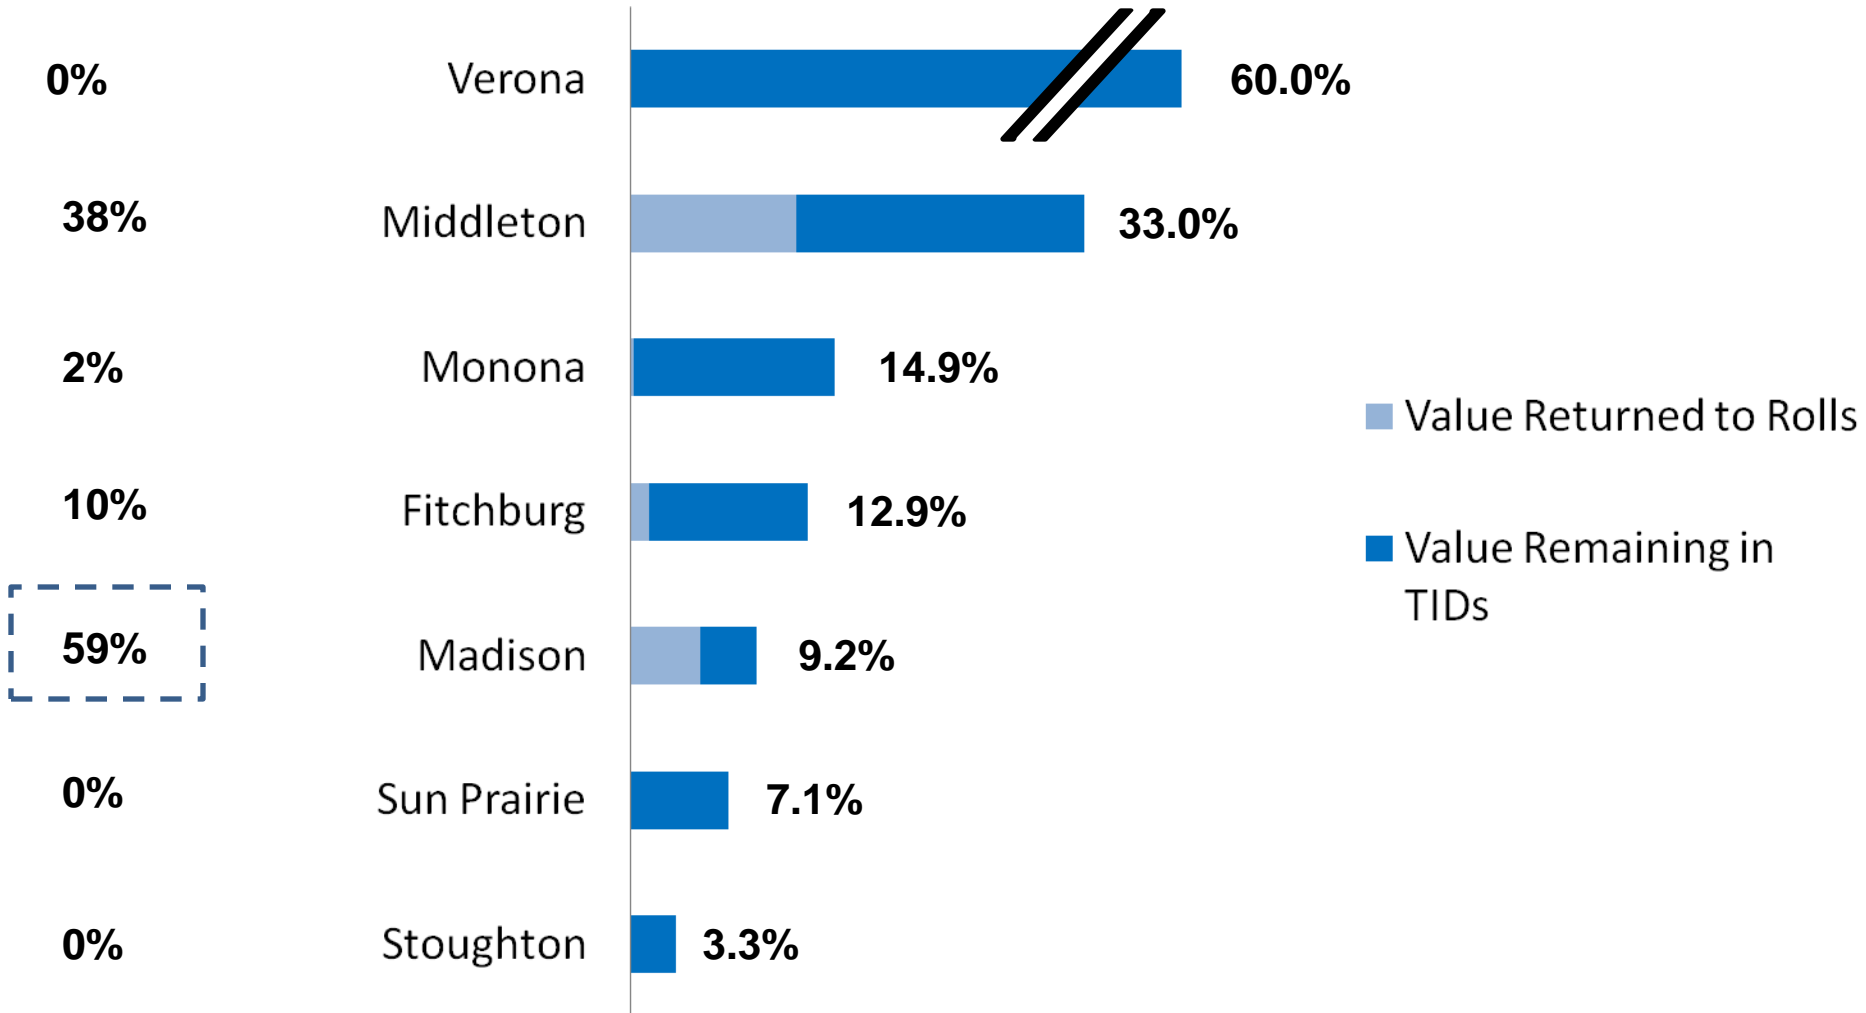 0% Verona 60.0%
38% Middleton 33.0%
2% Monona 14.9%
10% Fitchburg 12.9%
59% Madison 9.2%
0% Sun Prairie 7.1%
0% Stoughton 3.3%
Value Returned to Rolls
Value Remaining in
TIDs